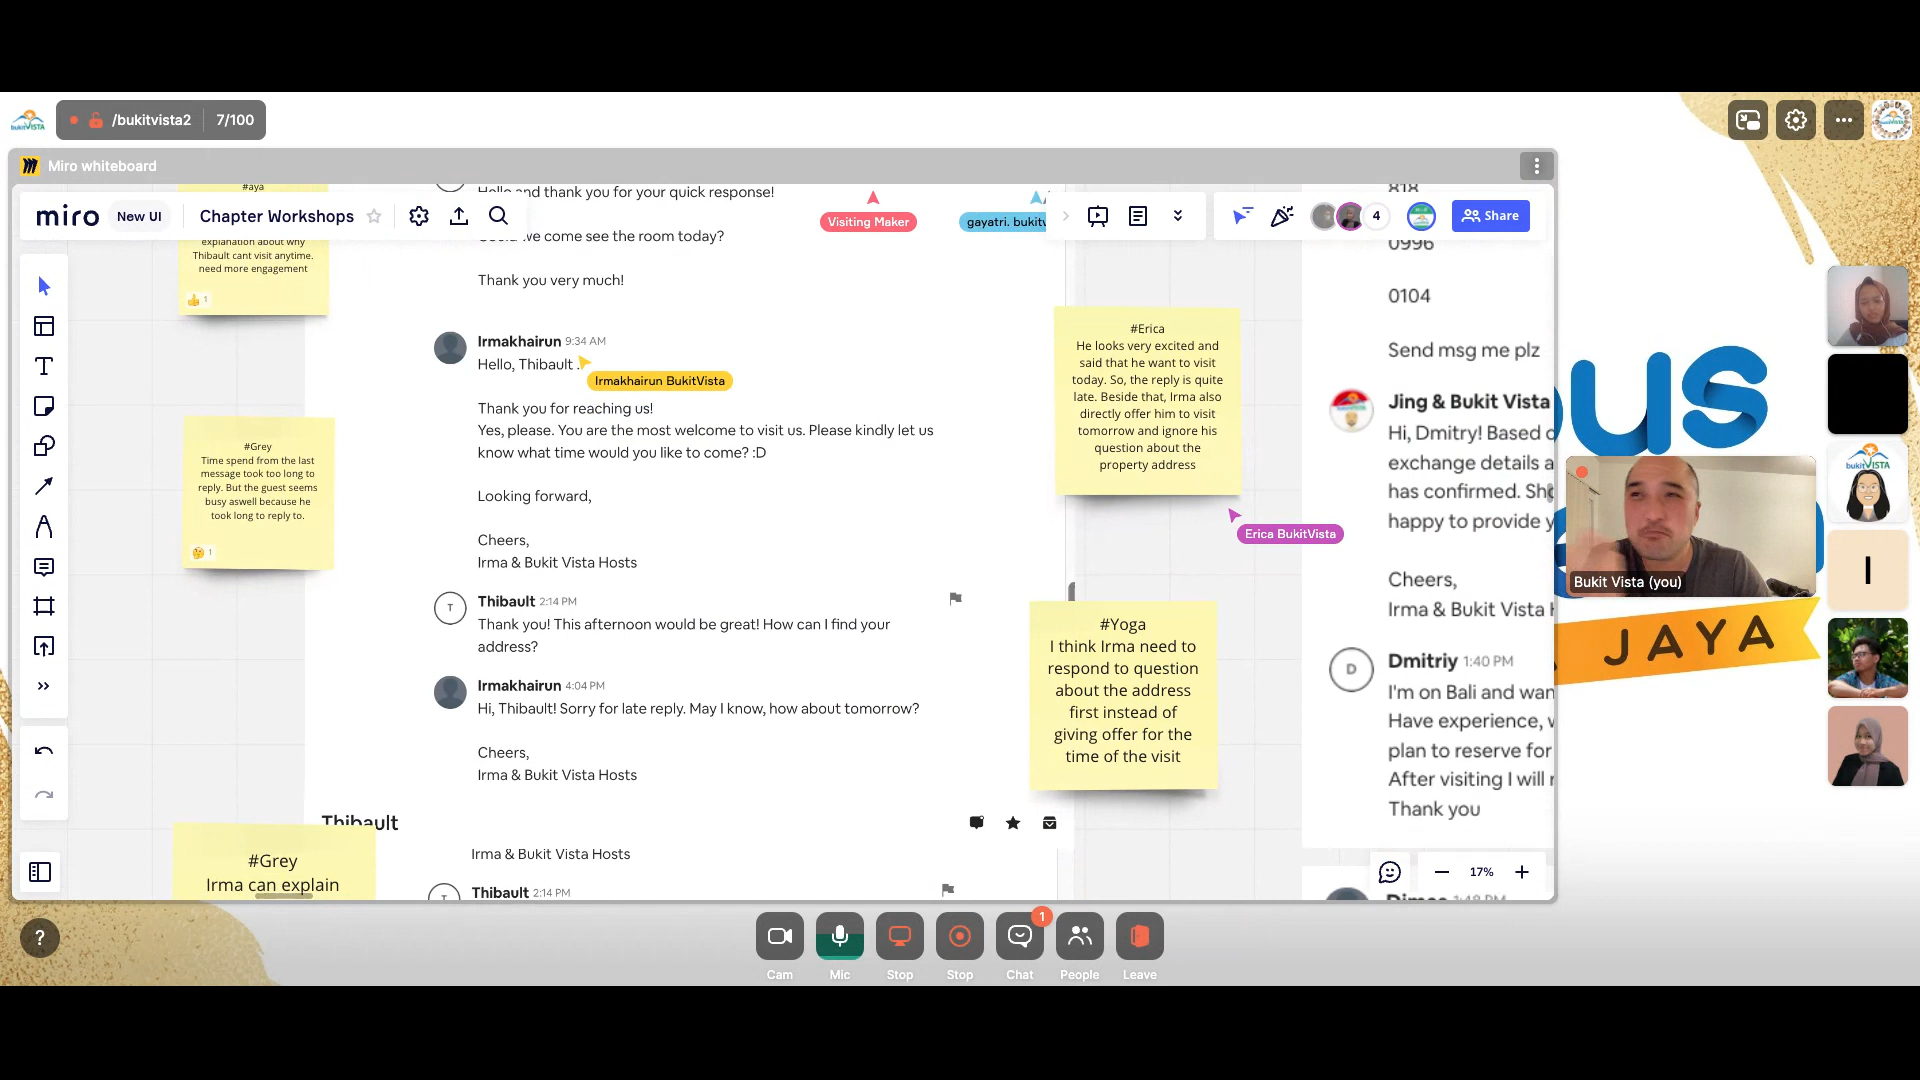 bukitVISTA
/bukitvista2
7/100
Miro whiteboard
#aya
explanation about why
Thibault cant visit anytime.
need more engagement
1
miro
New UI
Chapter Workshops
Hello and thank you for your quick response!
we come see the room today?
Thank you very much!
Visiting Maker
gayatri. bukitv
4
Share
Irmakhairun 9:34 AM
Hello, Thibault
Irmakhairun BukitVista
Thank you for reaching us!
Yes, please. You are the most welcome to visit us. Please kindly let us
know what time would you like to come? :D
Looking forward,
Cheers,
Irma & Bukit Vista Hosts
T
Thibault 2:14 PM
Thank you! This afternoon would be great! How can I find your
address?
Irmakhairun 4:04 PM
Hi, Thibault! Sorry for late reply. May I know, how about tomorrow?
Cheers,
Irma & Bukit Vista Hosts
Thibault
Irma & Bukit Vista Hosts
Thibault 2:14 PM
#Grey
Time spend from the last
message took too long to
reply. But the guest seems
busy aswell because he
took long to reply to.
1
#Grey
Irma can explain
#Erica
He looks very excited and
said that he want to visit
today. So, the reply is quite
late. Beside that, Irma also
directly offer him to visit
tomorrow and ignore his
question about the
property address
Erica BukitVista
#Yoga
I think Irma need to
respond to question
about the address
first instead of
giving offer for the
time of the visit
818
0996
0104
Send msg me plz
Jing & Bukit Vista
Hi, Dmitry! Based
exchange details
has confirmed.
happy to provide
Cheers,
Irma & Bukit Vista
D
Dmitriy 1:40 PM
I'm on Bali and
Have experience,
plan to reserve for
After visiting I will
Thank you
17%
us
JAYA
Bukit Vista (you)
bukitVISTA
I
?
1
Cam
Mic
Stop
Stop
Chat
People
Leave